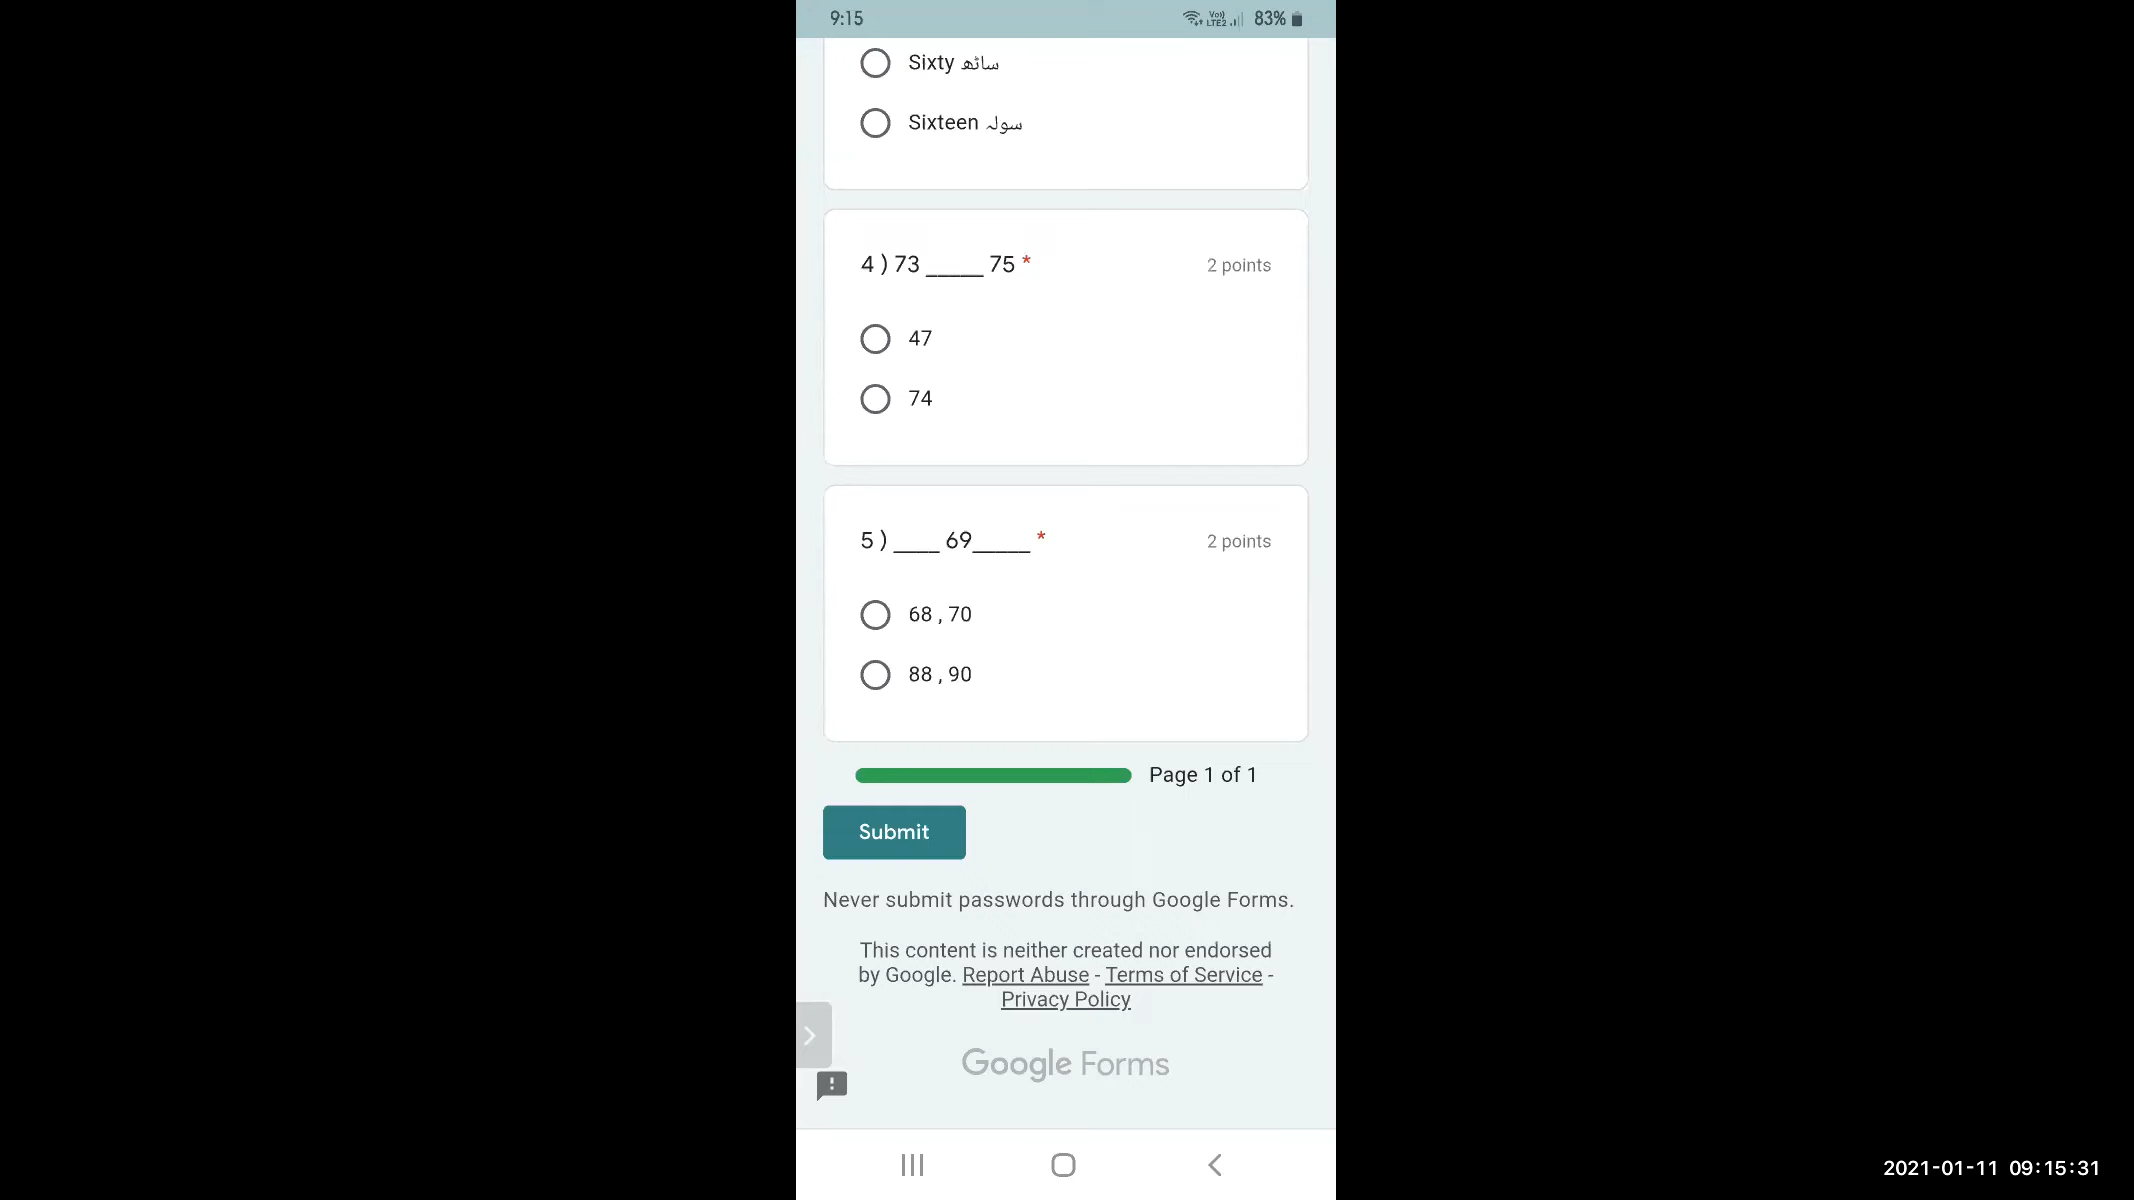 9:15
Vo))
LTE2
83%
Sixty ساٹھ
Sixteen سولہ
4 ) 73 _____ 75 *
2 points
47
74
5 ) ____ 69_____ *
2 points
68 , 70
88 , 90
Page 1 of 1
Submit
Never submit passwords through Google Forms.
This content is neither created nor endorsed
by Google. Report Abuse - Terms of Service -
Privacy Policy
Google Forms
2021-01-11 09:15:31